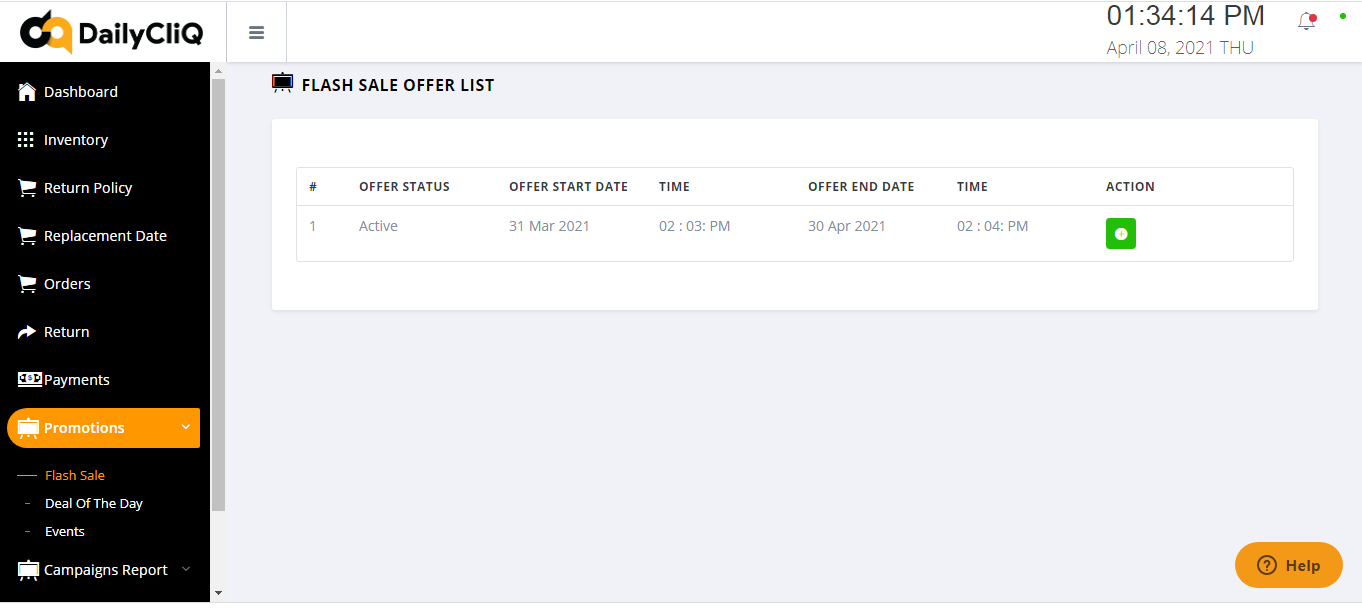 DailyCliQ
01:34:14 PM
April 08, 2021 THU
Dashboard
Inventory
Return Policy
Replacement Date
Orders
Return
Payments
Promotions
Flash Sale
Deal Of The Day
Events
Campaigns Report
FLASH SALE OFFER LIST
# OFFER STATUS OFFER START DATE TIME OFFER END DATE TIME ACTION
1 Active 31 Mar 2021 02 : 03: PM 30 Apr 2021 02 : 04: PM
Help